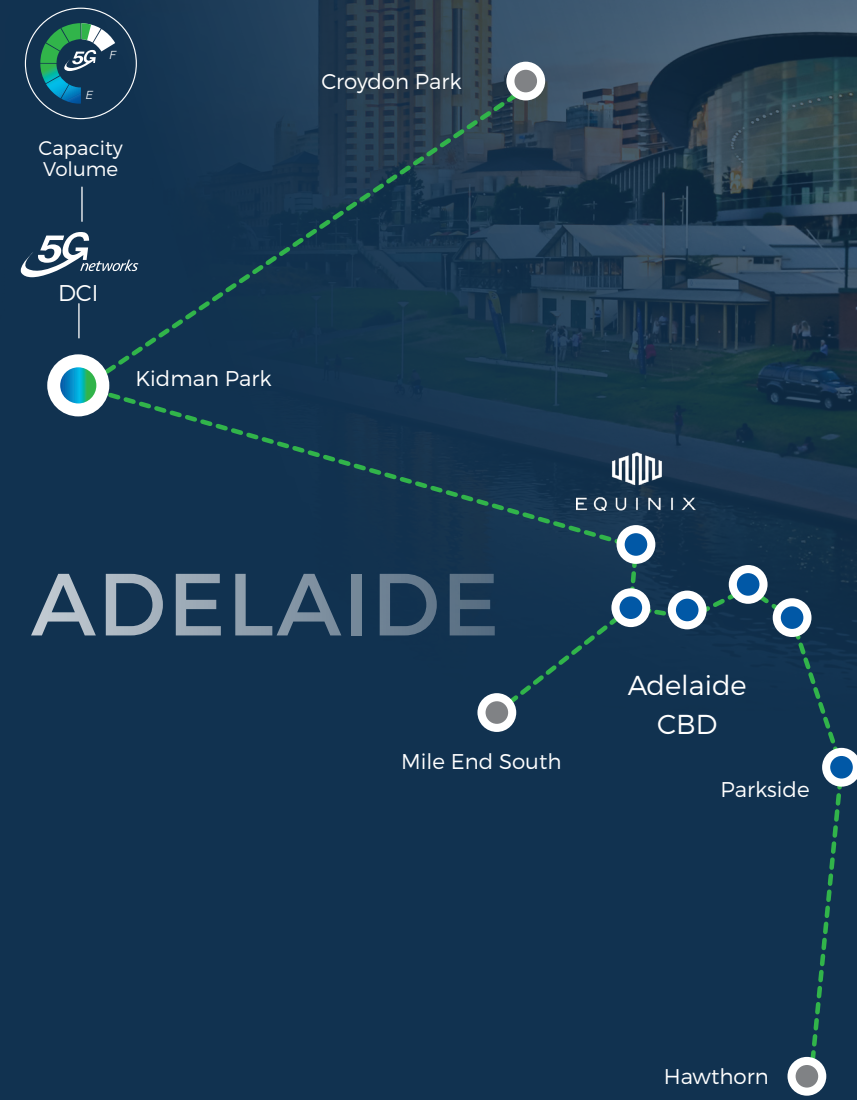 5G
F
E
Croydon Park
Capacity
Volume
5G
networks
DCI
Kidman Park
EQUINIX
ADELAIDE
Adelaide
CBD
Mile End South
Parkside
Hawthorn